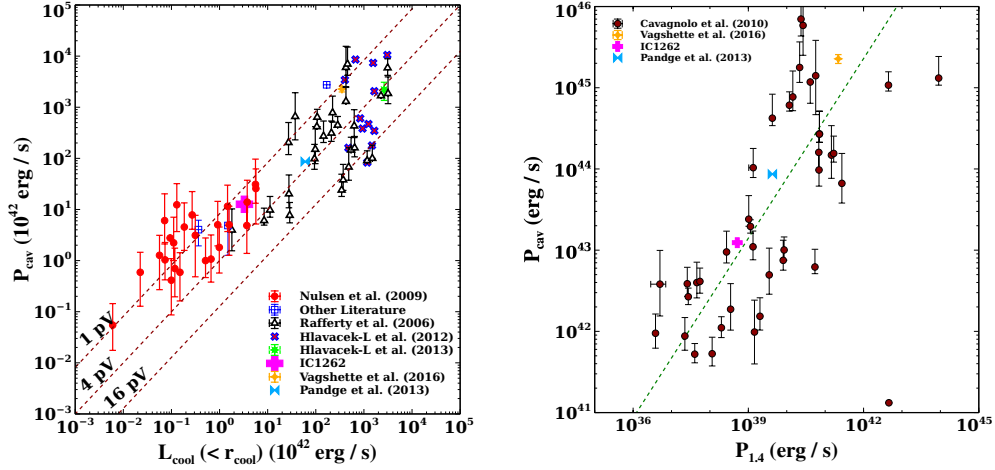 10^5
10^4
10^3
10^2
10^1
10^0
10^-1
10^-2
10^-3
P_cav (10^42 erg / s)
1 pV
4 pV
16 pV
Nulsen et al. (2009)
Other Literature
Rafferty et al. (2006)
Hlavacek-L et al. (2012)
Hlavacek-L et al. (2013)
IC1262
Vagshette et al. (2016)
Pandge et al. (2013)
10^-3 10^-2 10^-1 10^0 10^1 10^2 10^3 10^4 10^5
L_cool (< r_cool) (10^42 erg / s)
10^46
10^45
10^44
10^43
10^42
10^41
P_cav (erg / s)
Cavagnolo et al. (2010)
Vagshette et al. (2016)
IC1262
Pandge et al. (2013)
10^36 10^39 10^42 10^45
P_1.4 (erg / s)